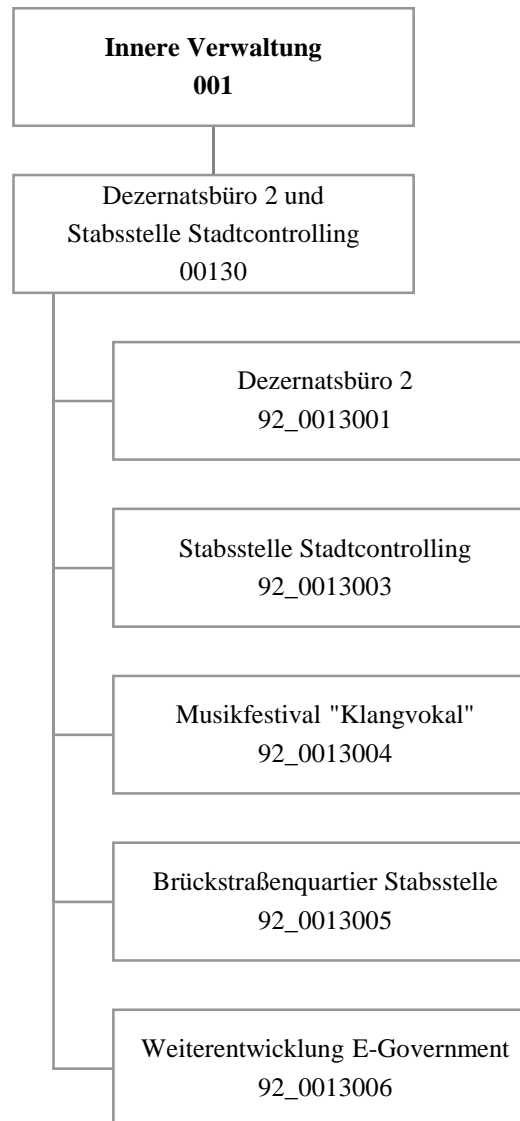 Innere Verwaltung
001
Dezernatsbüro 2 und
Stabsstelle Stadtcontrolling
00130
Dezernatsbüro 2
92_0013001
Stabsstelle Stadtcontrolling
92_0013003
Musikfestival "Klangvokal"
92_0013004
Brückstraßenquartier Stabsstelle
92_0013005
Weiterentwicklung E-Government
92_0013006